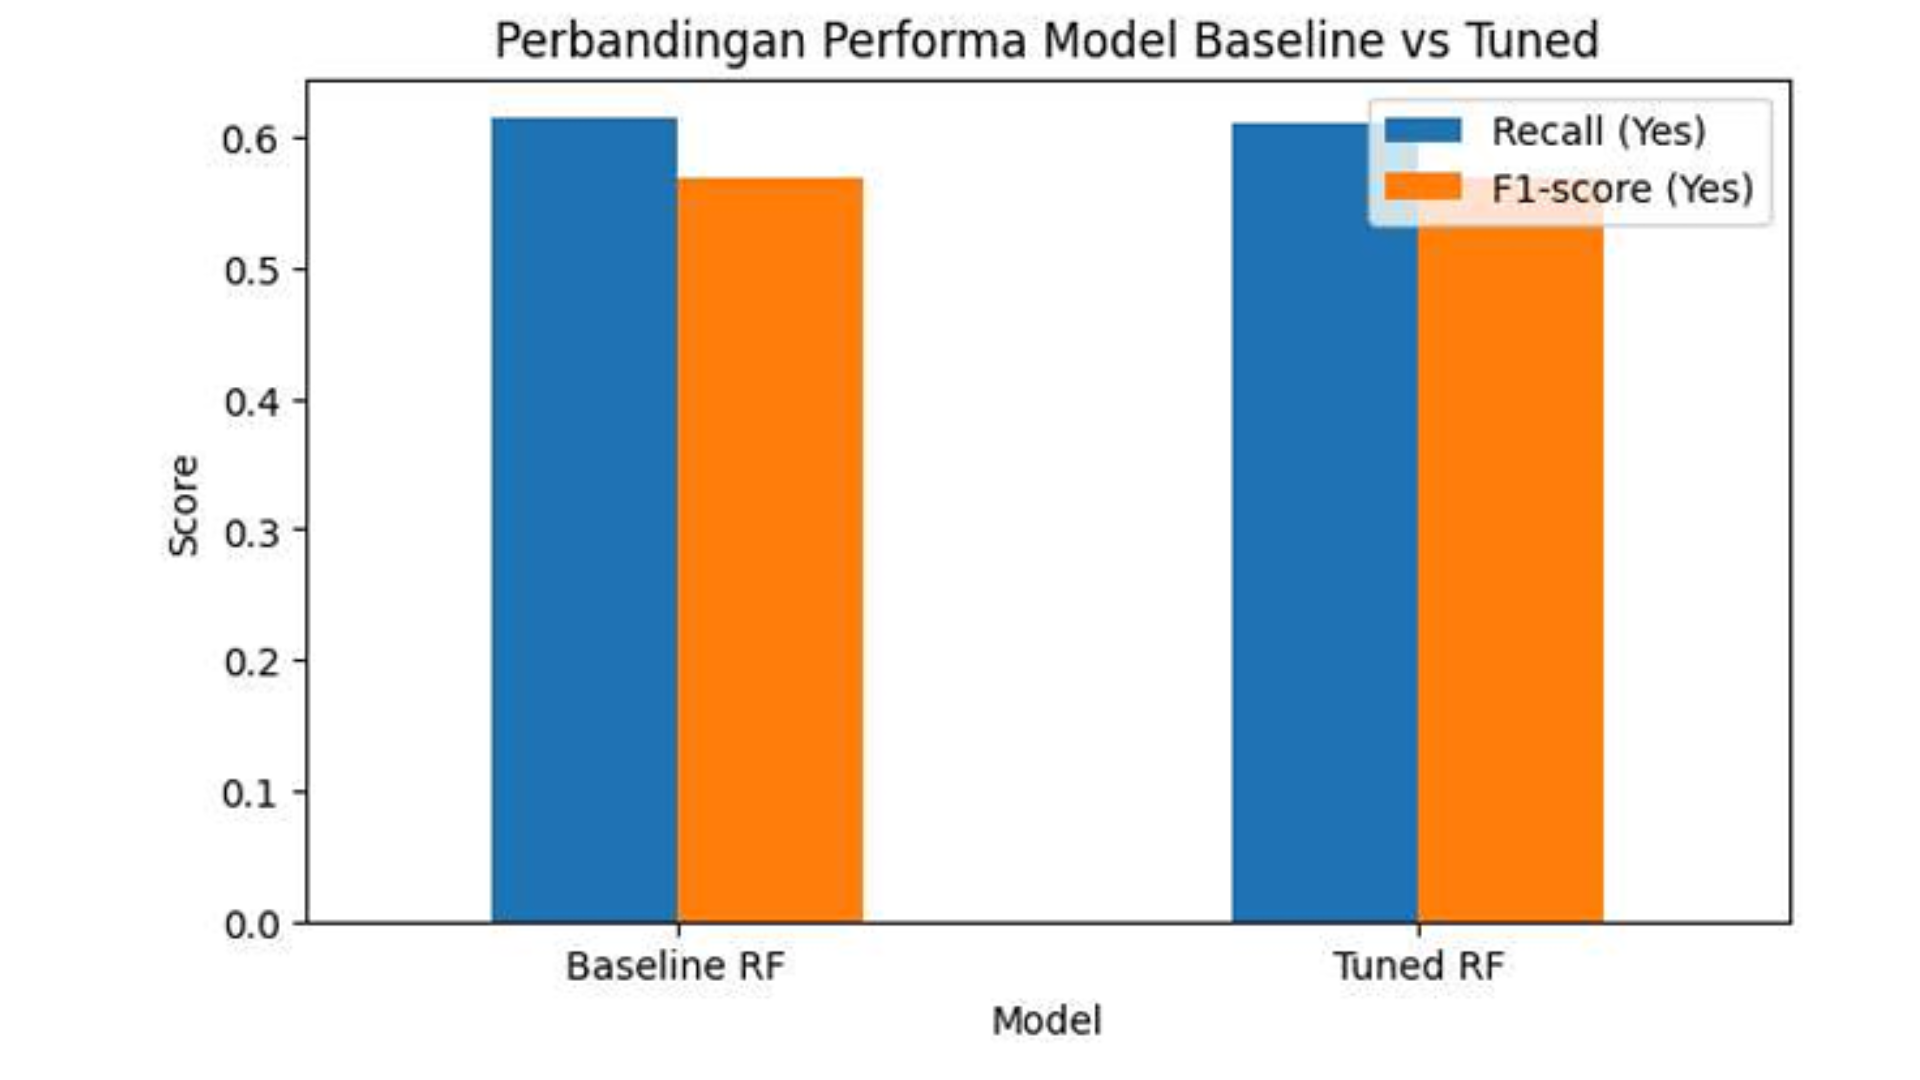 Perbandingan Performa Model Baseline vs Tuned
Recall (Yes)
F1-score (Yes)
0.6
0.5
0.4
0.3
0.2
0.1
0.0
Score
Baseline RF
Tuned RF
Model